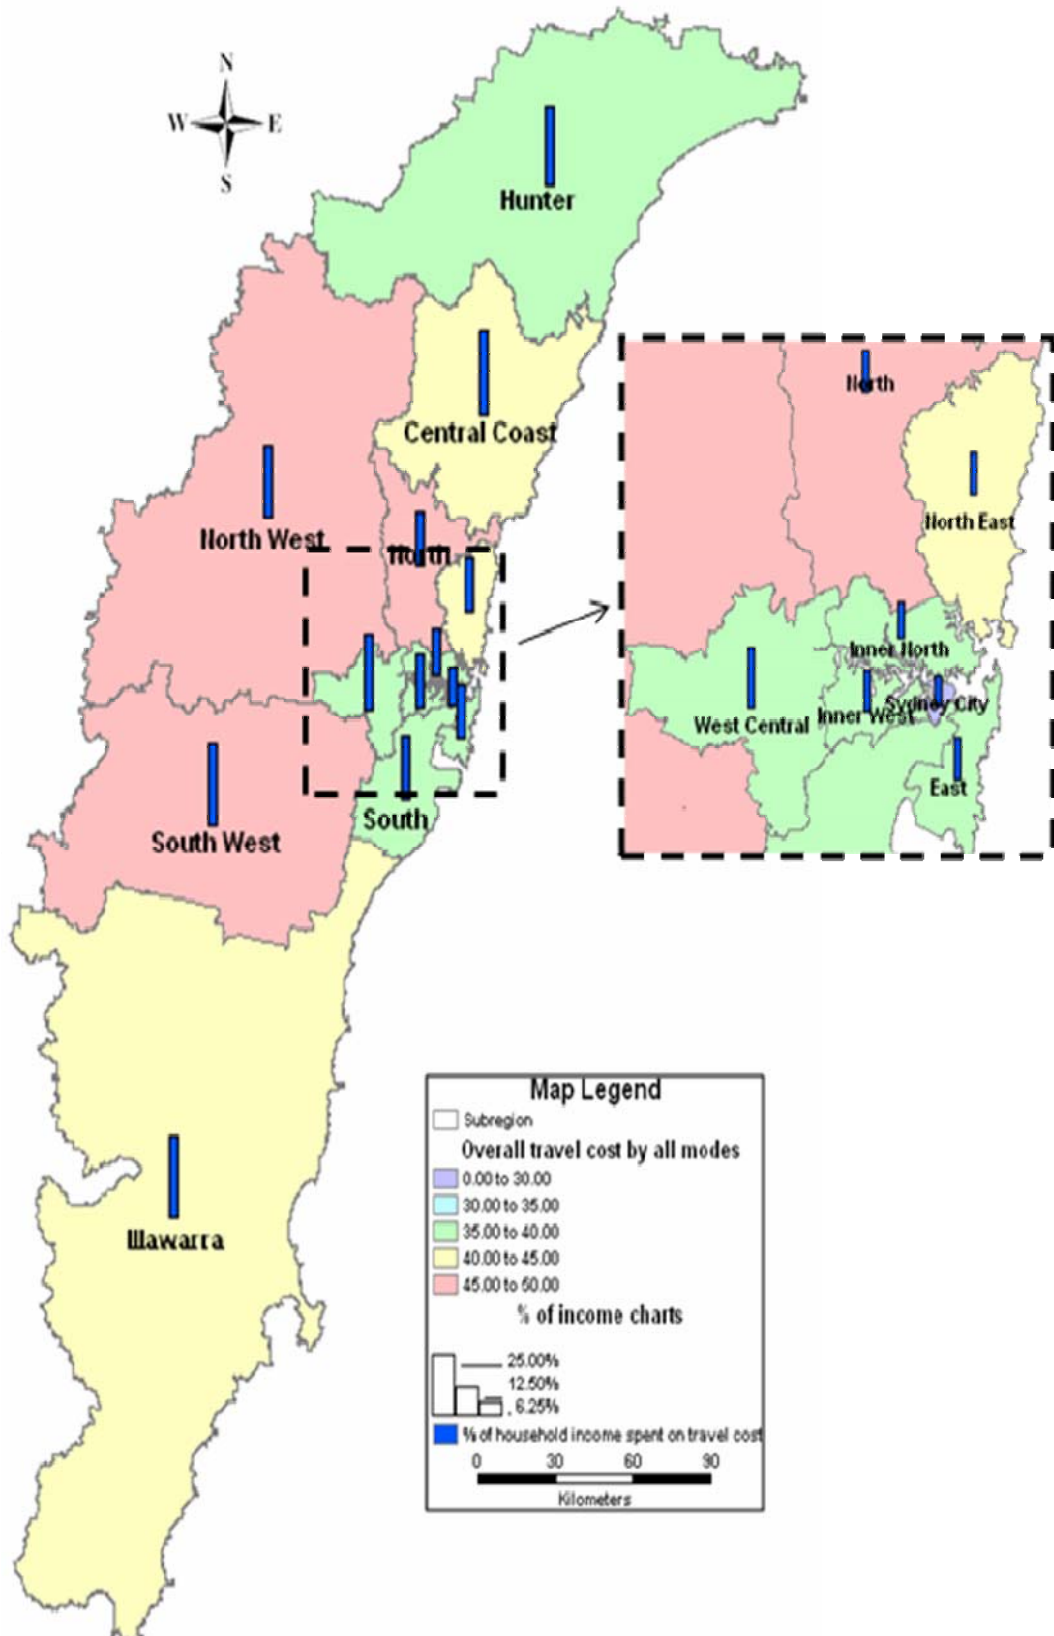 N
W E
S
Hunter
Central Coast
North West
North
South West
South
Illawarra
North
North East
Inner North
West Central
Inner West
Sydney City
East
Map Legend
Subregion
Overall travel cost by all modes
0.00 to 30.00
30.00 to 35.00
35.00 to 40.00
40.00 to 45.00
45.00 to 50.00
% of income charts
25.00%
12.50%
6.25%
% of household income spent on travel cost
0 30 60 90
Kilometers